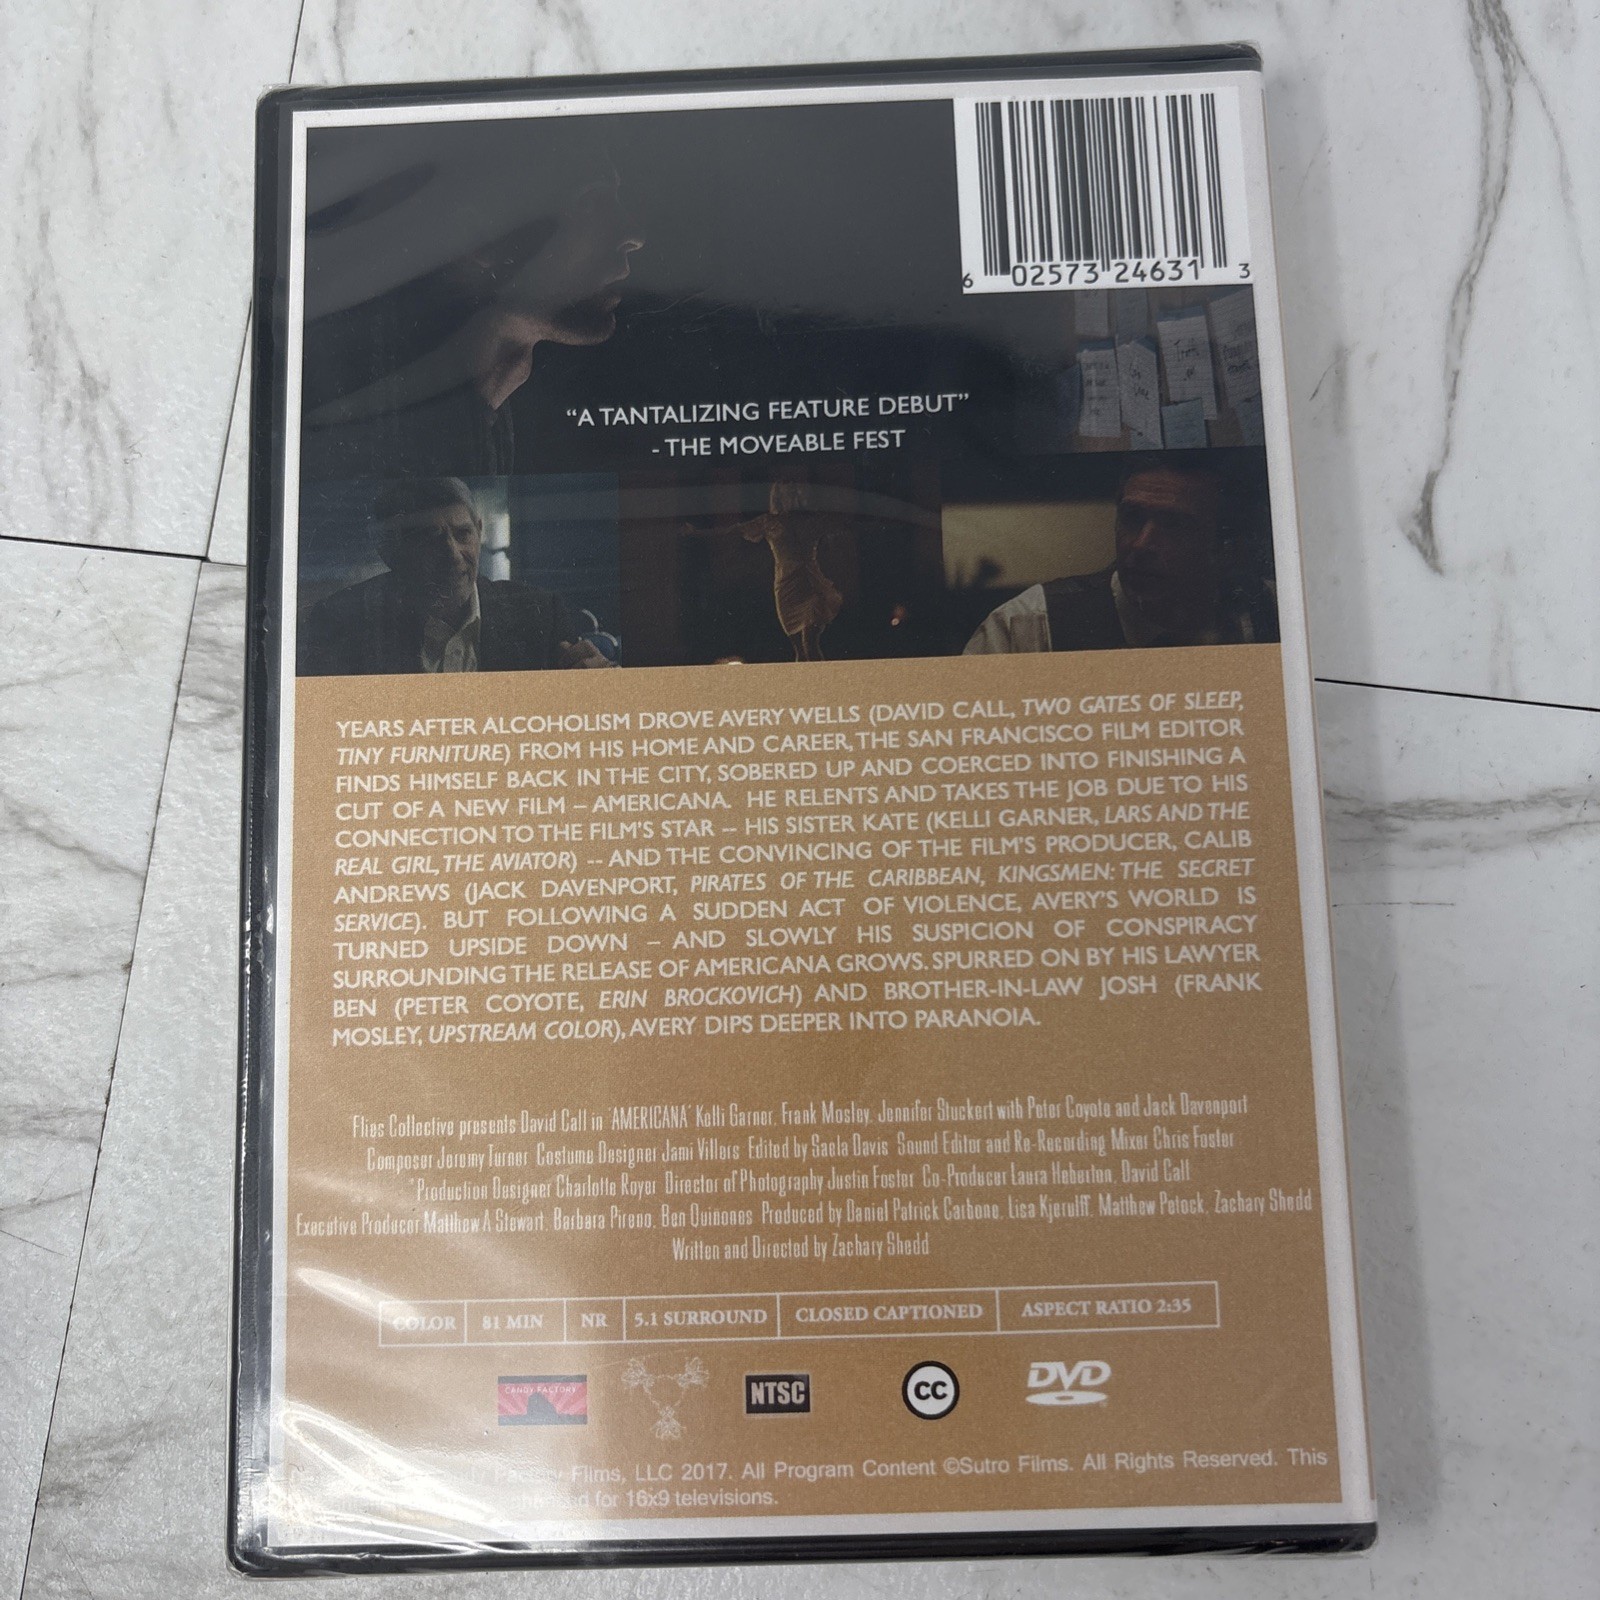 6 02573 24631 3
"A TANTALIZING FEATURE DEBUT"
- THE MOVEABLE FEST
YEARS AFTER ALCOHOLISM DROVE AVERY WELLS (DAVID CALL, TWO GATES OF SLEEP,
TINY FURNITURE) FROM HIS HOME AND CAREER, THE SAN FRANCISCO FILM EDITOR
FINDS HIMSELF BACK IN THE CITY, SOBERED UP AND COERCED INTO FINISHING A
CUT OF A NEW FILM – AMERICANA. HE RELENTS AND TAKES THE JOB DUE TO HIS
CONNECTION TO THE FILM'S STAR -- HIS SISTER KATE (KELLI GARNER, LARS AND THE
REAL GIRL, THE AVIATOR) -- AND THE CONVINCING OF THE FILM'S PRODUCER, CALIB
ANDREWS (JACK DAVENPORT, PIRATES OF THE CARIBBEAN, KINGSMEN: THE SECRET
SERVICE). BUT FOLLOWING A SUDDEN ACT OF VIOLENCE, AVERY'S WORLD IS
TURNED UPSIDE DOWN – AND SLOWLY HIS SUSPICION OF CONSPIRACY
SURROUNDING THE RELEASE OF AMERICANA GROWS. SPURRED ON BY HIS LAWYER
BEN (PETER COYOTE, ERIN BROCKOVICH) AND BROTHER-IN-LAW JOSH (FRANK
MOSLEY, UPSTREAM COLOR), AVERY DIPS DEEPER INTO PARANOIA.
Flies Collective presents David Call in "AMERICANA" Kelli Garner, Frank Mosley, Jennifer Stuckert with Peter Coyote and Jack Davenport
Composer Jeremy Turner Costume Designer Jami Villers Edited by Saela Davis Sound Editor and Re-Recording Mixer Chris Foster
Production Designer Charlotte Royer Director of Photography Justin Foster Co-Producer Laura Heberton, David Call
Executive Producer Matthew A Stewart, Barbara Pireno, Ben Quinones Produced by Daniel Patrick Carbone, Lisa Kjerulff, Matthew Petock, Zachary Shedd
Written and Directed by Zachary Shedd
COLOR 81 MIN NR 5.1 SURROUND CLOSED CAPTIONED ASPECT RATIO 2:35
CANDY FACTORY NTSC CC DVD
Factory Films, LLC 2017. All Program Content ©Sutro Films. All Rights Reserved. This
for 16x9 televisions.